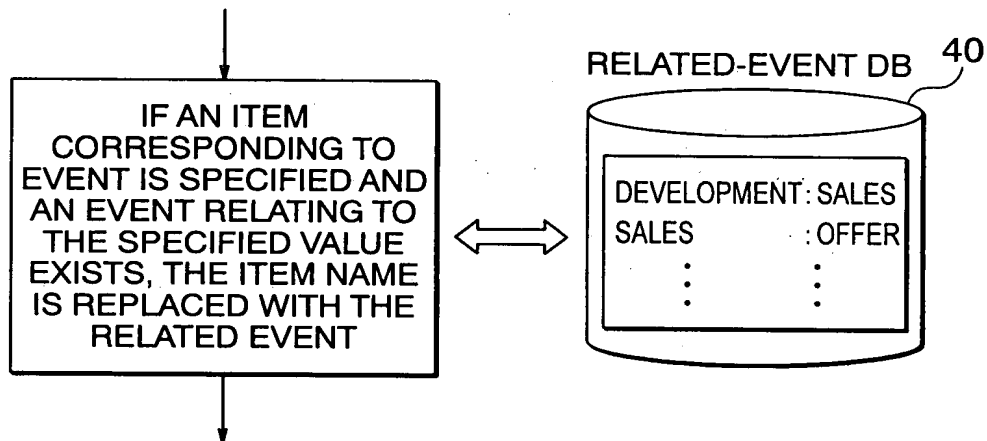 IF AN ITEM
CORRESPONDING TO
EVENT IS SPECIFIED AND
AN EVENT RELATING TO
THE SPECIFIED VALUE
EXISTS, THE ITEM NAME
IS REPLACED WITH THE
RELATED EVENT
RELATED-EVENT DB
40
DEVELOPMENT : SALES
SALES : OFFER